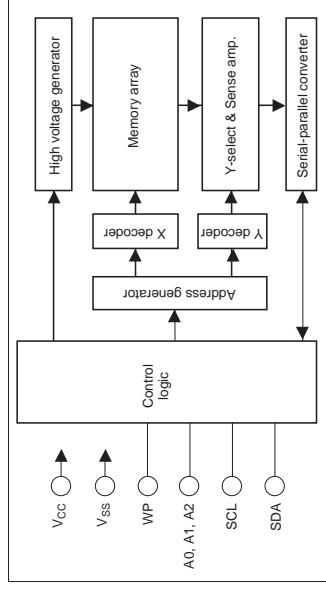 High voltage generator
Memory array
Y-select & Sense amp.
Serial-parallel converter
X decoder
Y decoder
Address generator
Control
logic
VCC
VSS
WP
A0, A1, A2
SCL
SDA